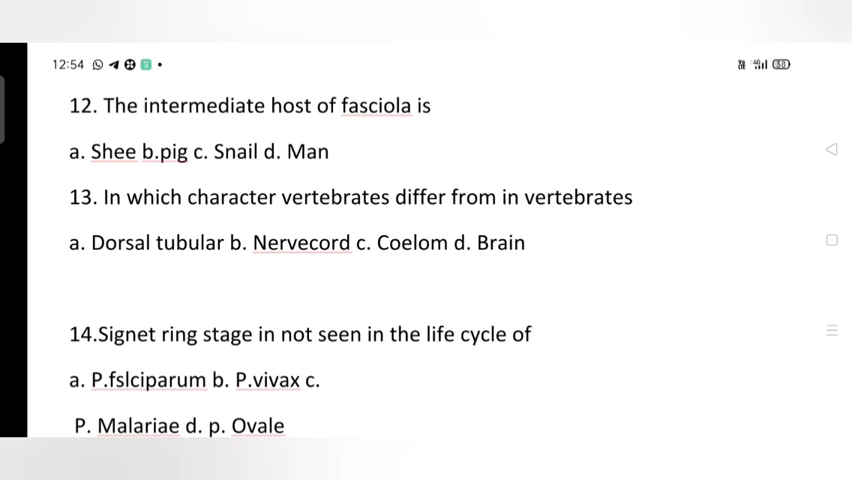 12:54
12. The intermediate host of fasciola is
a. Shee b.pig c. Snail d. Man
13. In which character vertebrates differ from in vertebrates
a. Dorsal tubular b. Nervecord c. Coelom d. Brain
14.Signet ring stage in not seen in the life cycle of
a. P.fslciparum b. P.vivax c.
P. Malariae d. p. Ovale